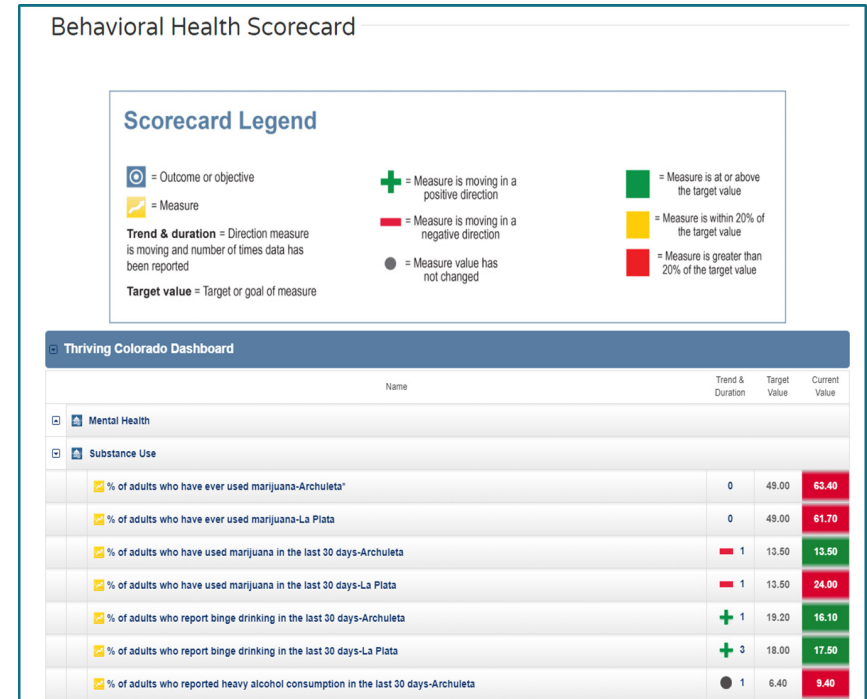 Behavioral Health Scorecard
Scorecard Legend
= Outcome or objective
= Measure
Trend & duration = Direction measure
is moving and number of times data has
been reported
Target value = Target or goal of measure
= Measure is moving in a
positive direction
= Measure is moving in a
negative direction
= Measure value has
not changed
= Measure is at or above
the target value
= Measure is within 20% of
the target value
= Measure is greater than
20% of the target value
Thriving Colorado Dashboard
Name Trend & Duration Target Value Current Value
Mental Health
Substance Use
% of adults who have ever used marijuana-Archuleta* 0 49.00 63.40
% of adults who have ever used marijuana-La Plata 0 49.00 61.70
% of adults who have used marijuana in the last 30 days-Archuleta 1 13.50 13.50
% of adults who have used marijuana in the last 30 days-La Plata 1 13.50 24.00
% of adults who report binge drinking in the last 30 days-Archuleta 1 19.20 16.10
% of adults who report binge drinking in the last 30 days-La Plata 3 18.00 17.50
% of adults who reported heavy alcohol consumption in the last 30 days-Archuleta 1 6.40 9.40